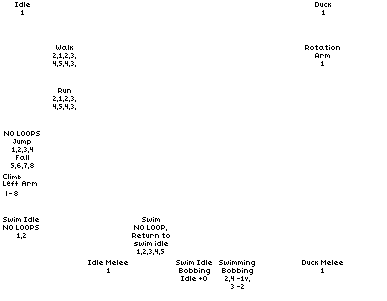 Idle
1
Duck
1
Walk
2,1,2,3,
4,5,4,3,
Rotation
Arm
1
Run
2,1,2,3,
4,5,4,3,
NO LOOPS
Jump
1,2,3,4
Fall
5,6,7,8
Climb
Left Arm
1-8
Swim Idle
NO LOOPS
1,2
Swim
NO LOOP,
Return to
swim idle
1,2,3,4,5
Idle Melee
1
Swim Idle
Bobbing
Idle +0
Swimming
Bobbing
2,4 -1v,
3 -2
Duck Melee
1